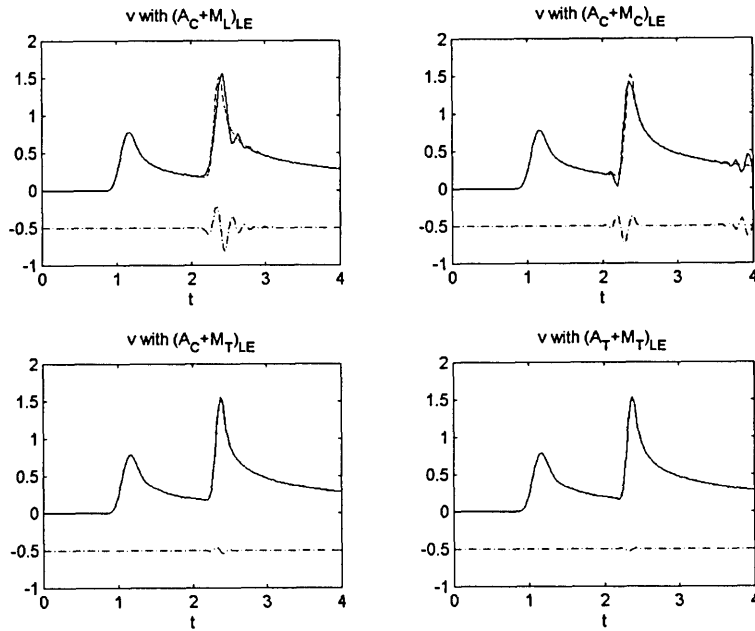 v with (A_C+M_L)_LE
2
1.5
1
0.5
0
-0.5
-1
0 1 2 3 4
t
v with (A_C+M_C)_LE
2
1.5
1
0.5
0
-0.5
-1
0 1 2 3 4
t
v with (A_C+M_T)_LE
2
1.5
1
0.5
0
-0.5
-1
0 1 2 3 4
t
v with (A_T+M_T)_LE
2
1.5
1
0.5
0
-0.5
-1
0 1 2 3 4
t